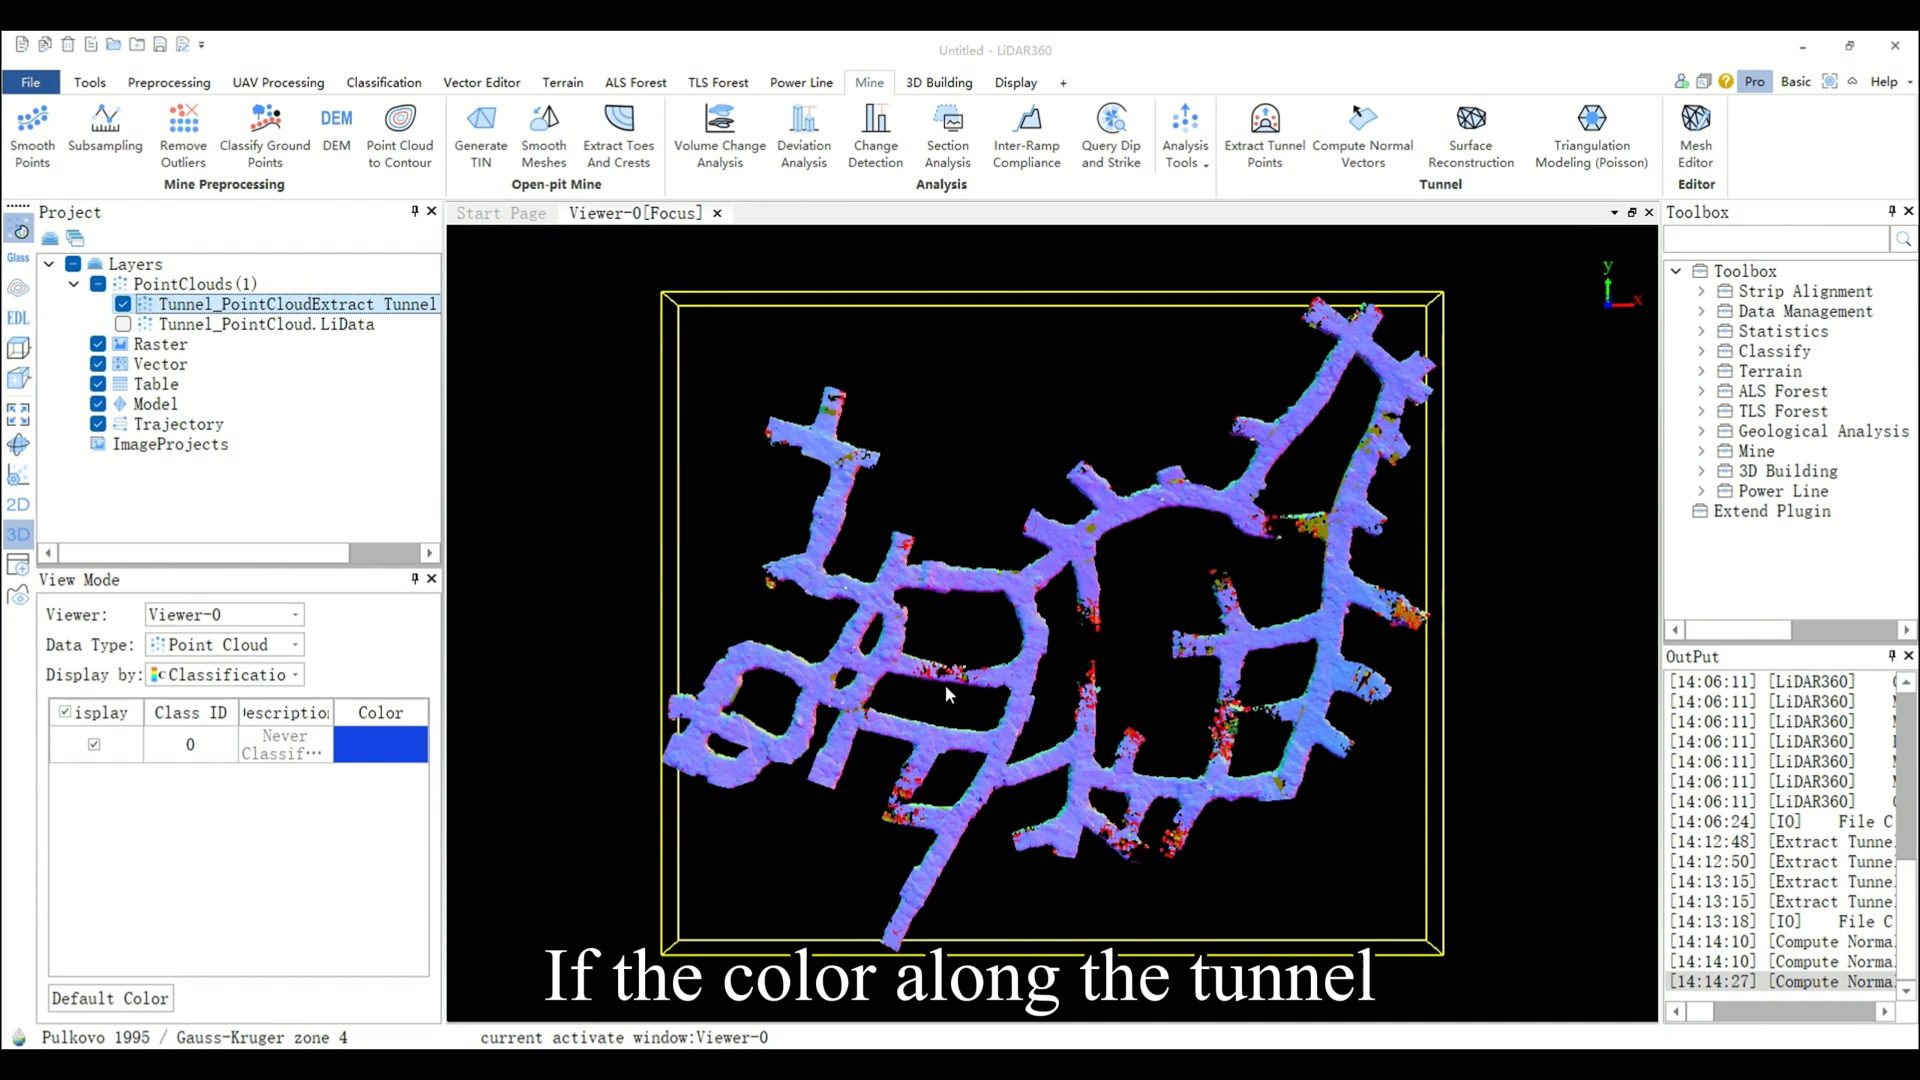 Untitled - LiDAR360
File Tools Preprocessing UAV Processing Classification Vector Editor Terrain ALS Forest TLS Forest Power Line Mine 3D Building Display + Pro Basic Help
Smooth Points
Subsampling
Remove Outliers
Classify Ground Points
DEM
DEM
Point Cloud to Contour
Generate TIN
Smooth Meshes
Extract Toes And Crests
Volume Change Analysis
Deviation Analysis
Change Detection
Section Analysis
Inter-Ramp Compliance
Query Dip and Strike
Analysis Tools
Extract Tunnel Points
Compute Normal Vectors
Surface Reconstruction
Triangulation Modeling (Poisson)
Mesh Editor
Mine Preprocessing Open-pit Mine Analysis Tunnel Editor
Project
Glass
EDL
2D
3D
Layers
PointClouds(1)
Tunnel_PointCloudExtract Tunnel
Tunnel_PointCloud.LiData
Raster
Vector
Table
Model
Trajectory
ImageProjects
View Mode
Viewer: Viewer-0
Data Type: Point Cloud
Display by: Classificatio
isplay Class ID escriptio Color
0 Never Classif...
Default Color
Start Page Viewer-0[Focus]
y
x
If the color along the tunnel
Toolbox
Toolbox
Strip Alignment
Data Management
Statistics
Classify
Terrain
ALS Forest
TLS Forest
Geological Analysis
Mine
3D Building
Power Line
Extend Plugin
OutPut
[14:06:11] [LiDAR360]
[14:06:11] [LiDAR360]
[14:06:11] [LiDAR360]
[14:06:11] [LiDAR360]
[14:06:11] [LiDAR360]
[14:06:11] [LiDAR360]
[14:06:11] [LiDAR360]
[14:06:24] [IO] File C
[14:12:48] [Extract Tunne
[14:12:50] [Extract Tunne
[14:13:15] [Extract Tunne
[14:13:15] [Extract Tunne
[14:13:18] [IO] File C
[14:14:10] [Compute Norma
[14:14:10] [Compute Norma
[14:14:27] [Compute Norma
Pulkovo 1995 / Gauss-Kruger zone 4
current activate window:Viewer-0